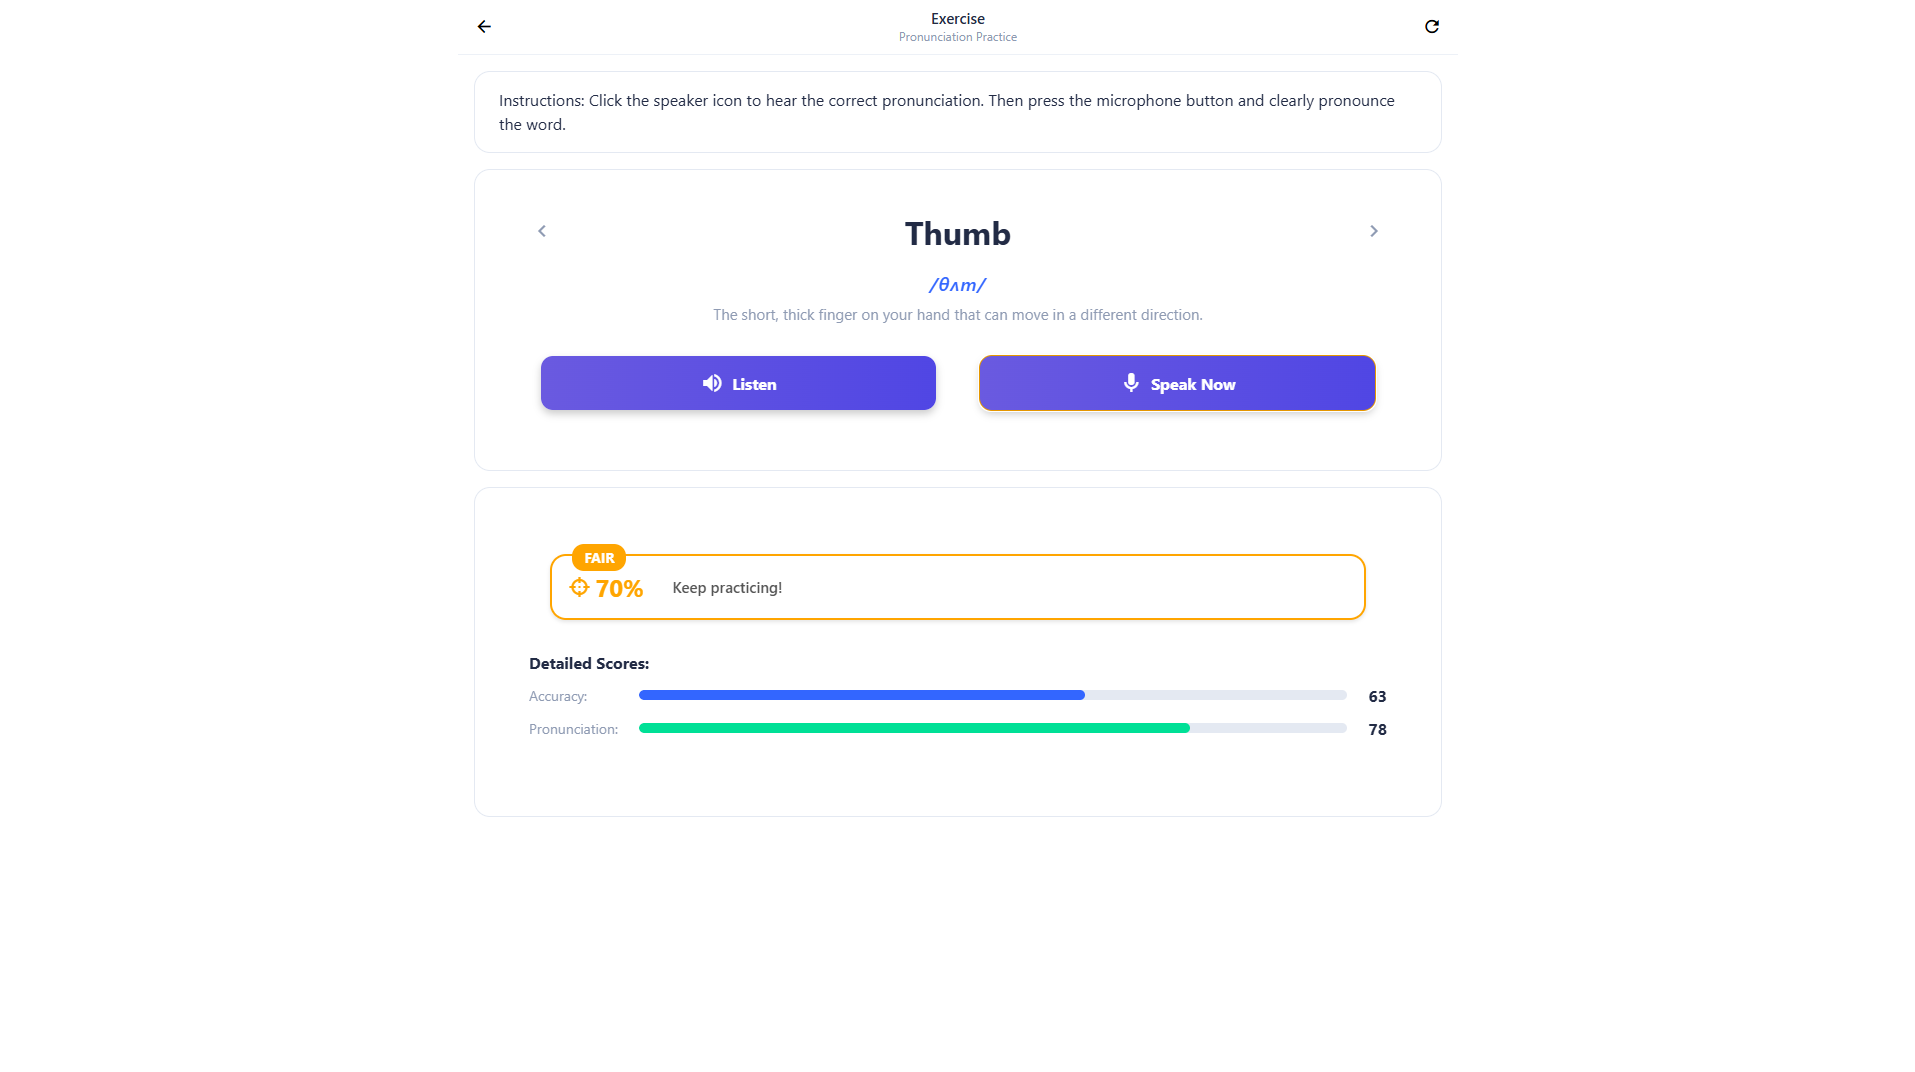 Exercise
Pronunciation Practice
Instructions: Click the speaker icon to hear the correct pronunciation. Then press the microphone button and clearly pronounce
the word.
Thumb
/θʌm/
The short, thick finger on your hand that can move in a different direction.
Listen
Speak Now
FAIR
70%
Keep practicing!
Detailed Scores:
Accuracy: 63
Pronunciation: 78